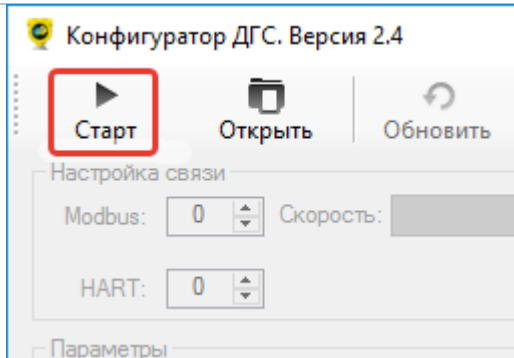 Конфигуратор ДГС. Версия 2.4
Старт Открыть Обновить
Настройка связи
Modbus: 0 Скорость:
HART: 0
Параметры